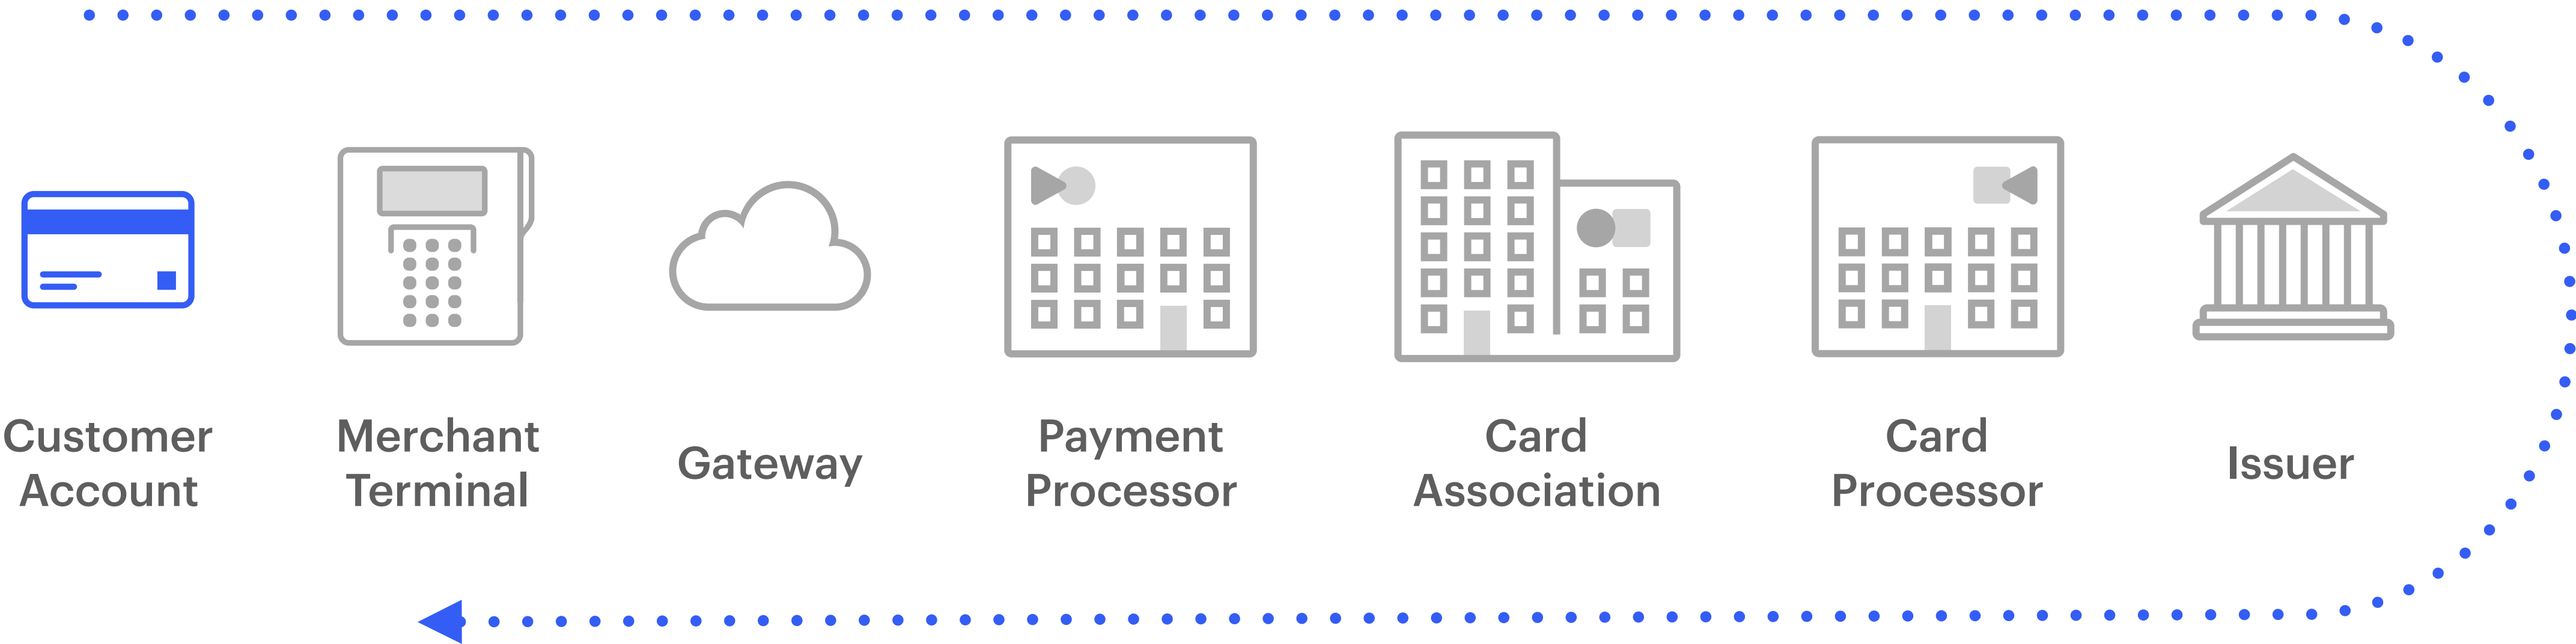 Customer
Account
Merchant
Terminal
Gateway
Payment
Processor
Card
Association
Card
Processor
Issuer